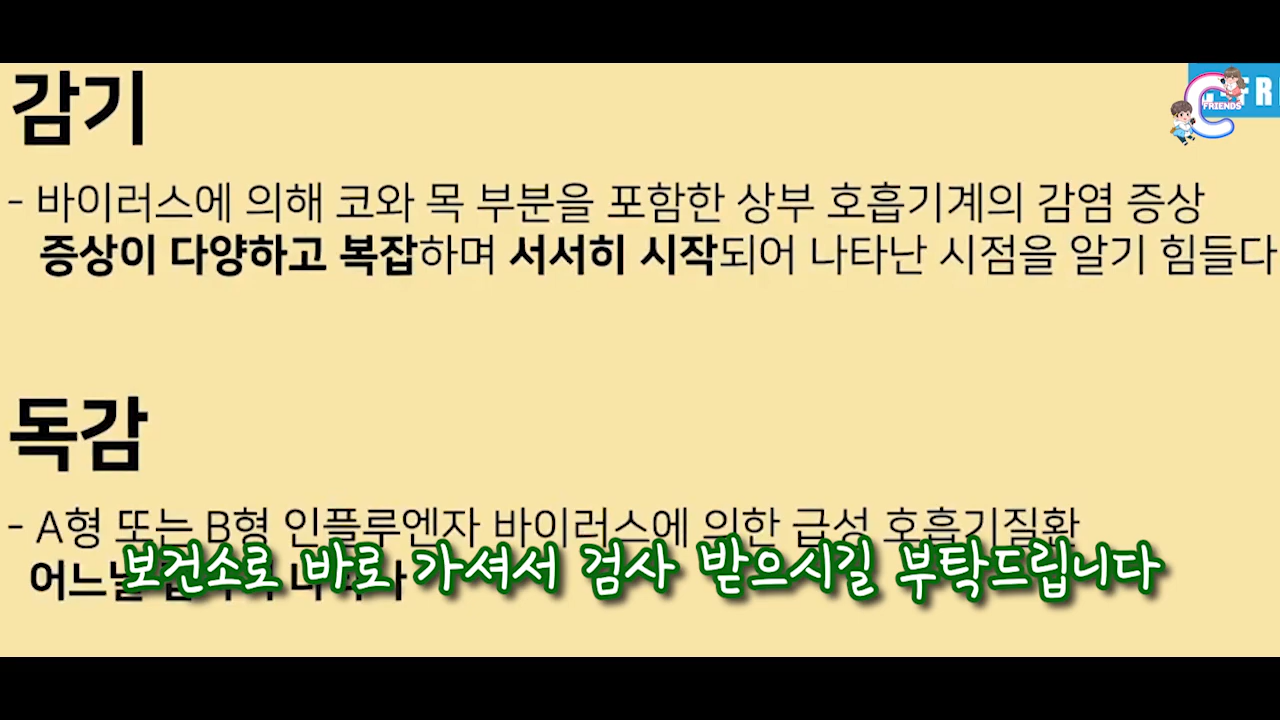 감기
FRIENDS
- 바이러스에 의해 코와 목 부분을 포함한 상부 호흡기계의 감염 증상
증상이 다양하고 복잡하며 서서히 시작되어 나타난 시점을 알기 힘들다
독감
- A형 또는 B형 인플루엔자 바이러스에 의한 급성 호흡기질환
어느날
보건소로 바로 가셔서 검사 받으시길 부탁드립니다